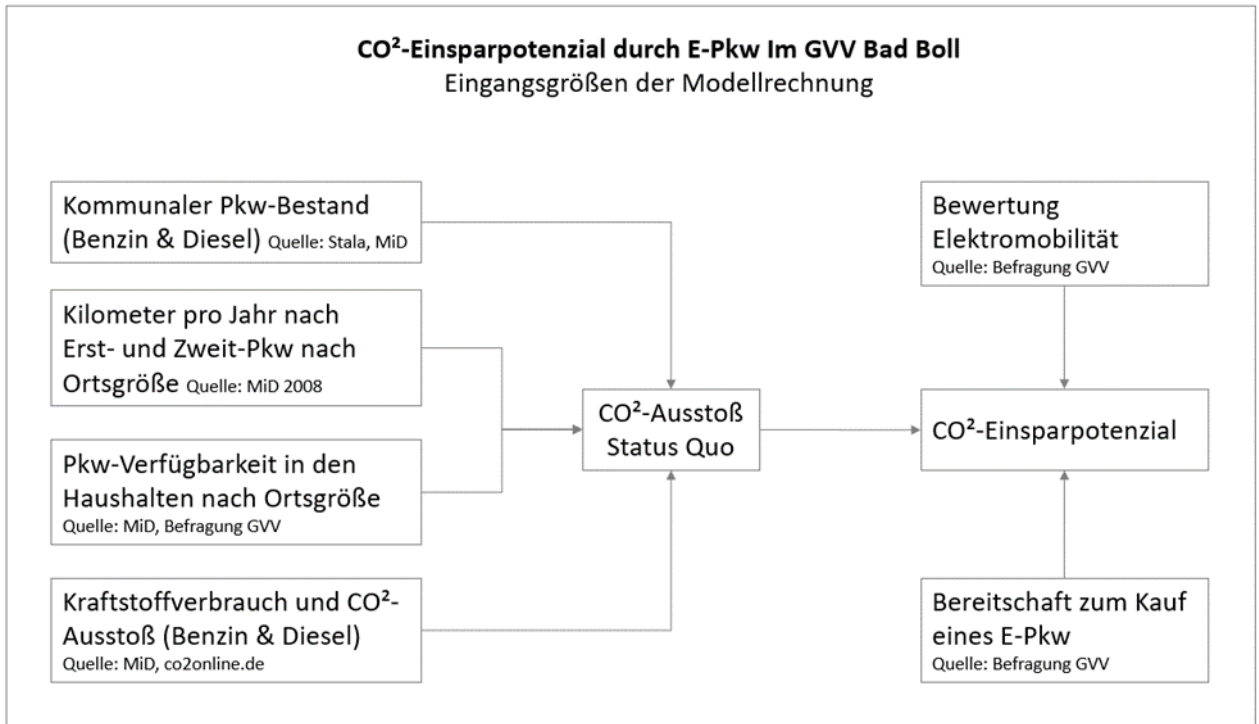 CO²-Einsparpotenzial durch E-Pkw Im GVV Bad Boll
Eingangsgrößen der Modellrechnung
Kommunaler Pkw-Bestand
(Benzin & Diesel) Quelle: Stala, MiD
Kilometer pro Jahr nach
Erst- und Zweit-Pkw nach
Ortsgröße Quelle: MiD 2008
Pkw-Verfügbarkeit in den
Haushalten nach Ortsgröße
Quelle: MiD, Befragung GVV
Kraftstoffverbrauch und CO²-
Ausstoß (Benzin & Diesel)
Quelle: MiD, co2online.de
CO²-Ausstoß
Status Quo
Bewertung
Elektromobilität
Quelle: Befragung GVV
CO²-Einsparpotenzial
Bereitschaft zum Kauf
eines E-Pkw
Quelle: Befragung GVV